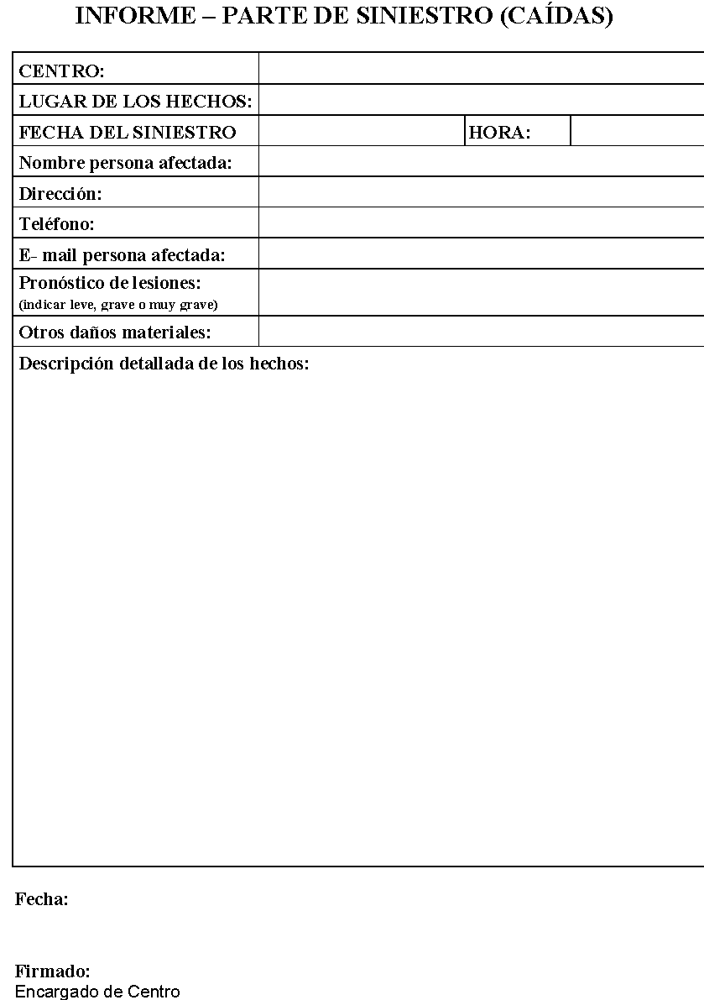 INFORME – PARTE DE SINIESTRO (CAÍDAS)
CENTRO:
LUGAR DE LOS HECHOS:
FECHA DEL SINIESTRO HORA:
Nombre persona afectada:
Dirección:
Teléfono:
E- mail persona afectada:
Pronóstico de lesiones:
(indicar leve, grave o muy grave)
Otros daños materiales:
Descripción detallada de los hechos:
Fecha:
Firmado:
Encargado de Centro